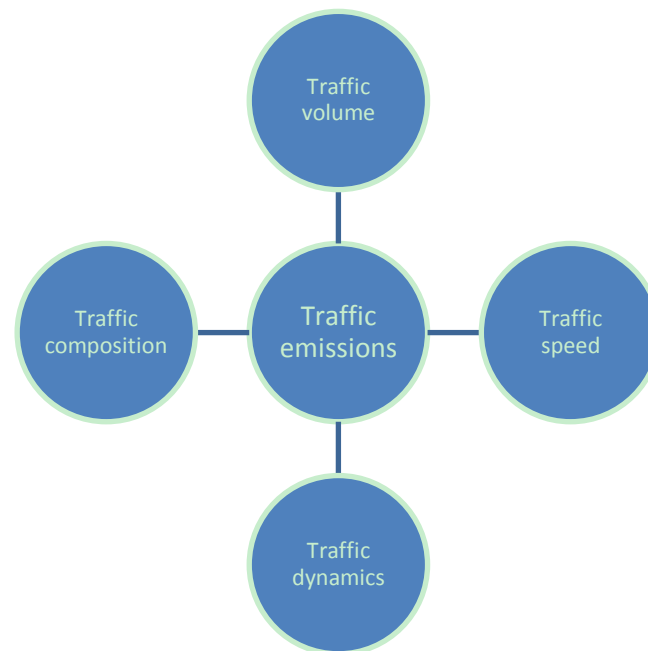 Traffic
volume
Traffic
composition
Traffic
emissions
Traffic
speed
Traffic
dynamics